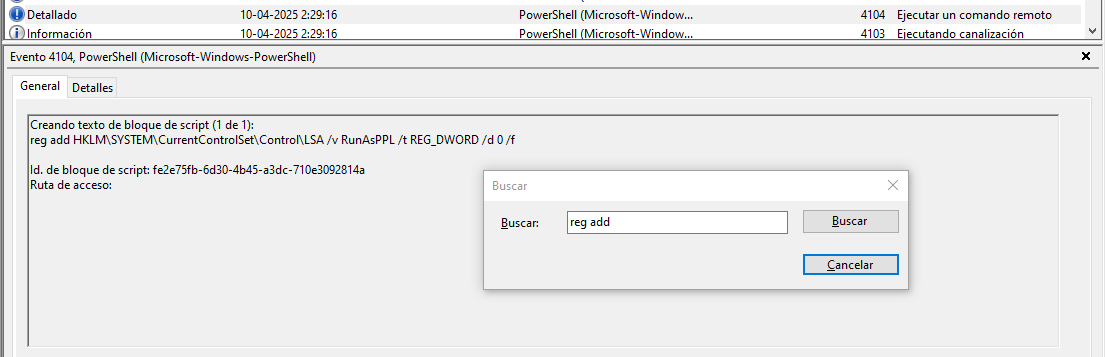 Detallado 10-04-2025 2:29:16 PowerShell (Microsoft-Window... 4104 Ejecutar un comando remoto
Información 10-04-2025 2:29:16 PowerShell (Microsoft-Window... 4103 Ejecutando canalización
Evento 4104, PowerShell (Microsoft-Windows-PowerShell)
General Detalles
Creando texto de bloque de script (1 de 1):
reg add HKLM\SYSTEM\CurrentControlSet\Control\LSA /v RunAsPPL /t REG_DWORD /d 0 /f
Id. de bloque de script: fe2e75fb-6d30-4b45-a3dc-710e3092814a
Ruta de acceso:
Buscar
Buscar: reg add Buscar
Cancelar